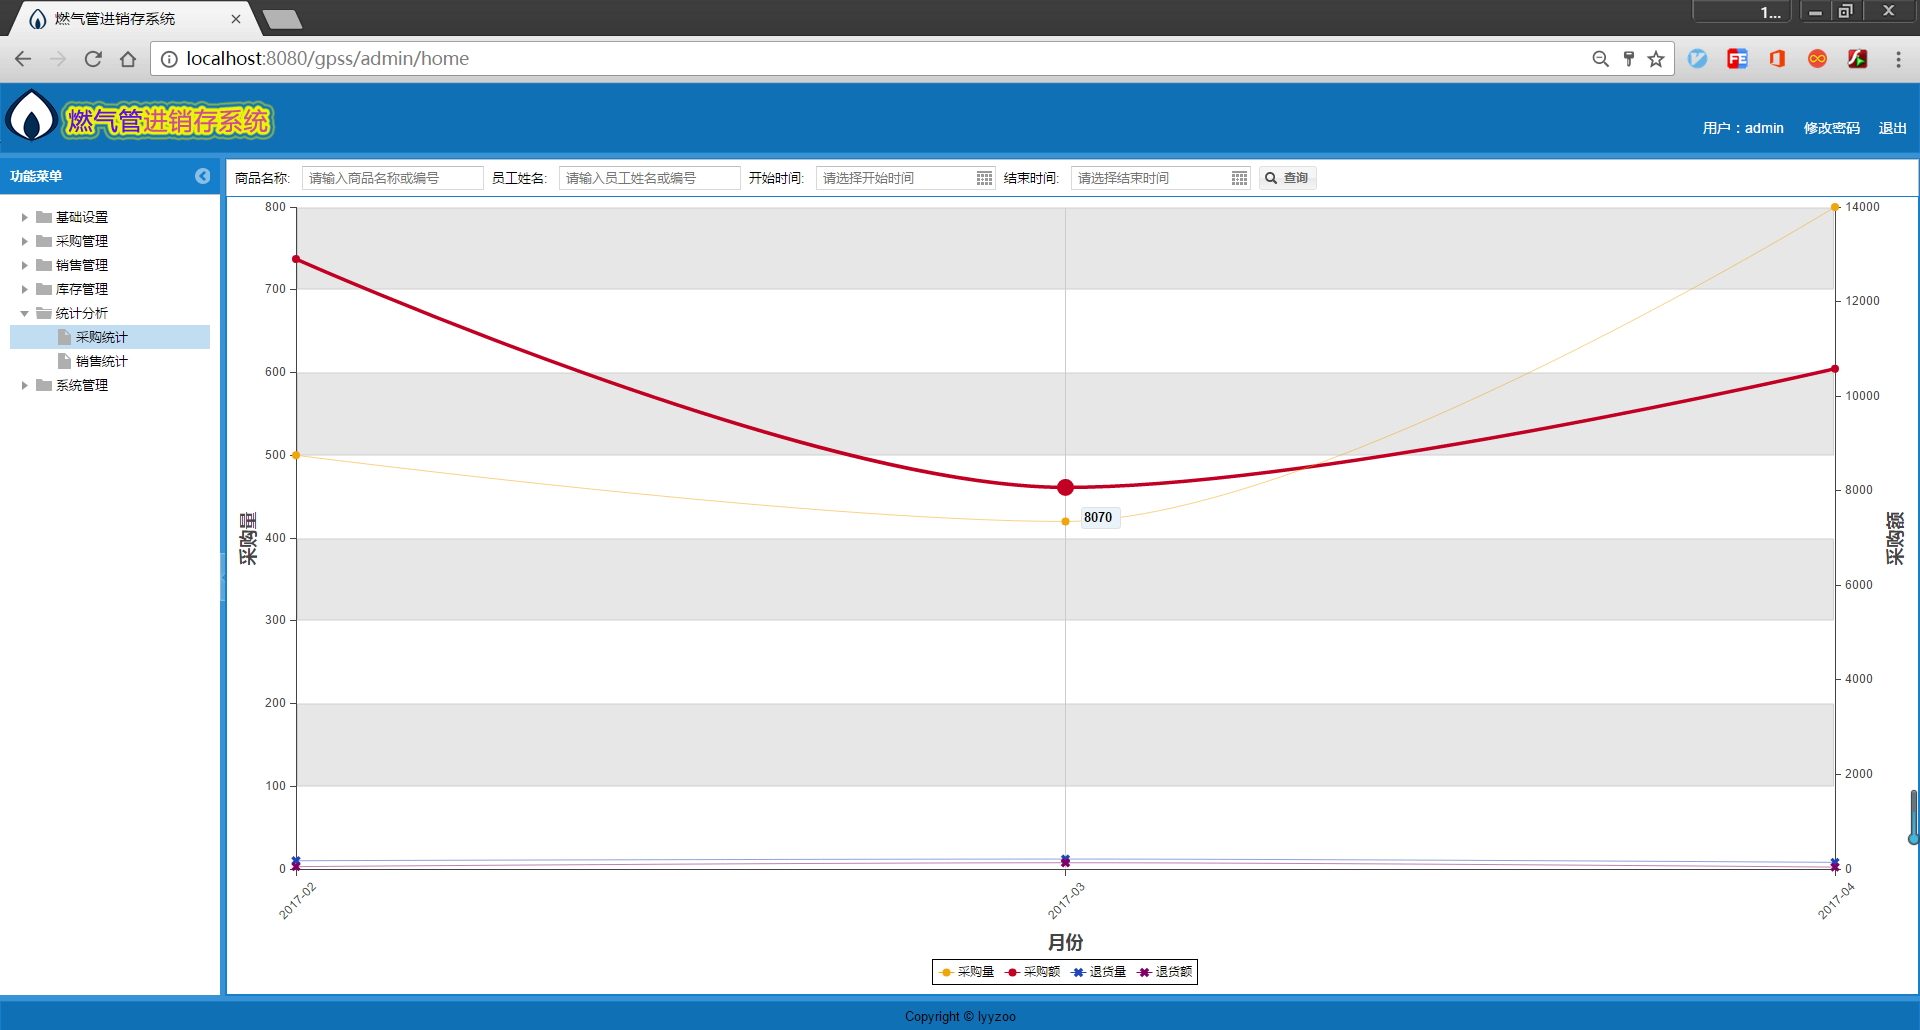 燃气管进销存系统
1...
localhost:8080/gpss/admin/home
燃气管进销存系统
用户：admin 修改密码 退出
功能菜单
商品名称: 请输入商品名称或编号 员工姓名: 请输入员工姓名或编号 开始时间: 请选择开始时间 结束时间: 请选择结束时间 查询
基础设置
采购管理
销售管理
库存管理
统计分析
采购统计
销售统计
系统管理
800
700
600
500
400
300
200
100
0
采购量
8070
14000
12000
10000
8000
6000
4000
2000
0
采购额
2017-02
2017-03
2017-04
月份
采购量 采购额 退货量 退货额
Copyright © lyyzoo